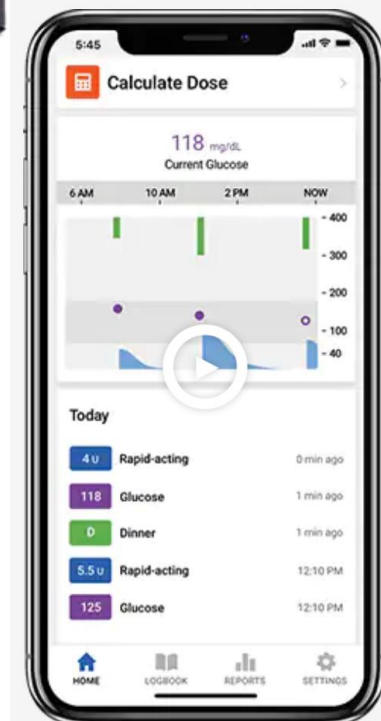 5:45
Calculate Dose
118 mg/dL
Current Glucose
6 AM 10 AM 2 PM NOW
400
300
200
100
40
Today
4 U Rapid-acting 0 min ago
118 Glucose 1 min ago
D Dinner 1 min ago
5.5 U Rapid-acting 12:10 PM
125 Glucose 12:10 PM
HOME LOGBOOK REPORTS SETTINGS